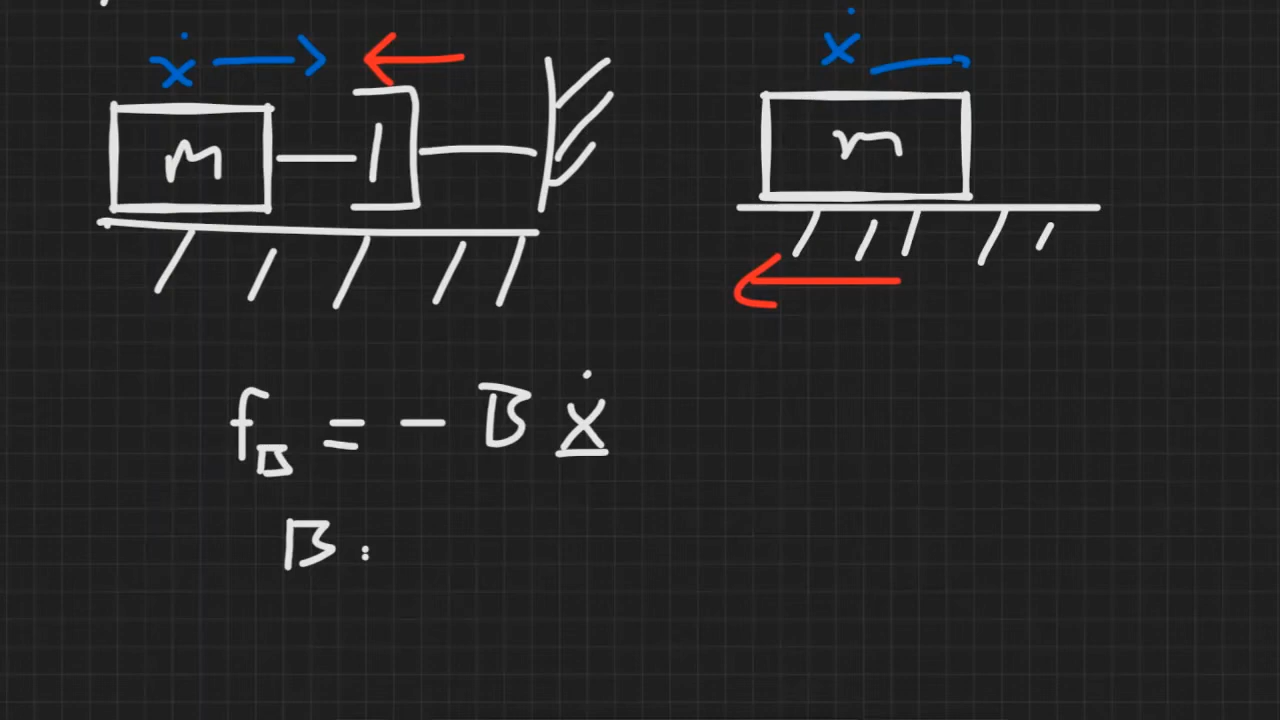 ẋ ẋ
m m
f_B = - B ẋ
B :